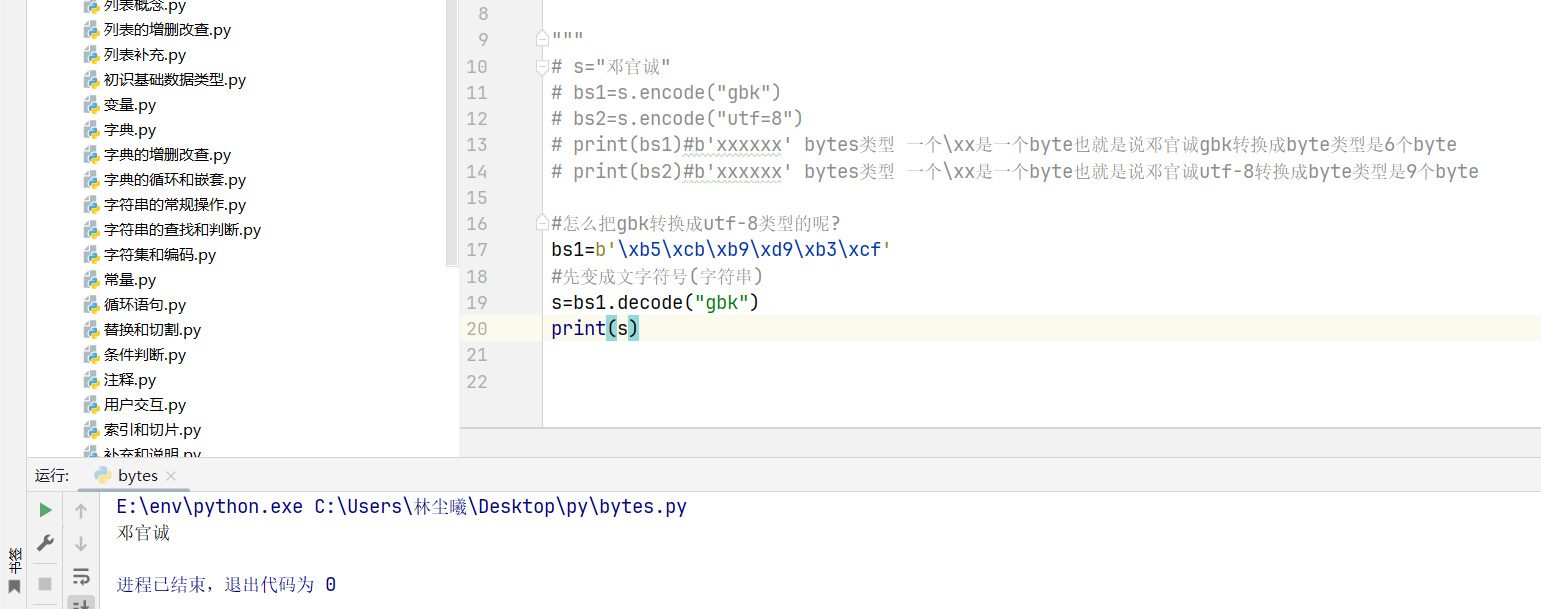 列表概念.py
列表的增删改查.py
列表补充.py
初识基础数据类型.py
变量.py
字典.py
字典的增删改查.py
字典的循环和嵌套.py
字符串的常规操作.py
字符串的查找和判断.py
字符集和编码.py
常量.py
循环语句.py
替换和切割.py
条件判断.py
注释.py
用户交互.py
索引和切片.py
补充和说明.py
8
9 """
10 # s="邓官诚"
11 # bs1=s.encode("gbk")
12 # bs2=s.encode("utf=8")
13 # print(bs1)#b'xxxxxx' bytes类型 一个\xx是一个byte也就是说邓官诚gbk转换成byte类型是6个byte
14 # print(bs2)#b'xxxxxx' bytes类型 一个\xx是一个byte也就是说邓官诚utf-8转换成byte类型是9个byte
15
16 #怎么把gbk转换成utf-8类型的呢?
17 bs1=b'\xb5\xcb\xb9\xd9\xb3\xcf'
18 #先变成文字符号(字符串)
19 s=bs1.decode("gbk")
20 print(s)
21
22
运行: bytes
E:\env\python.exe C:\Users\林尘曦\Desktop\py\bytes.py
邓官诚
进程已结束，退出代码为 0
书签